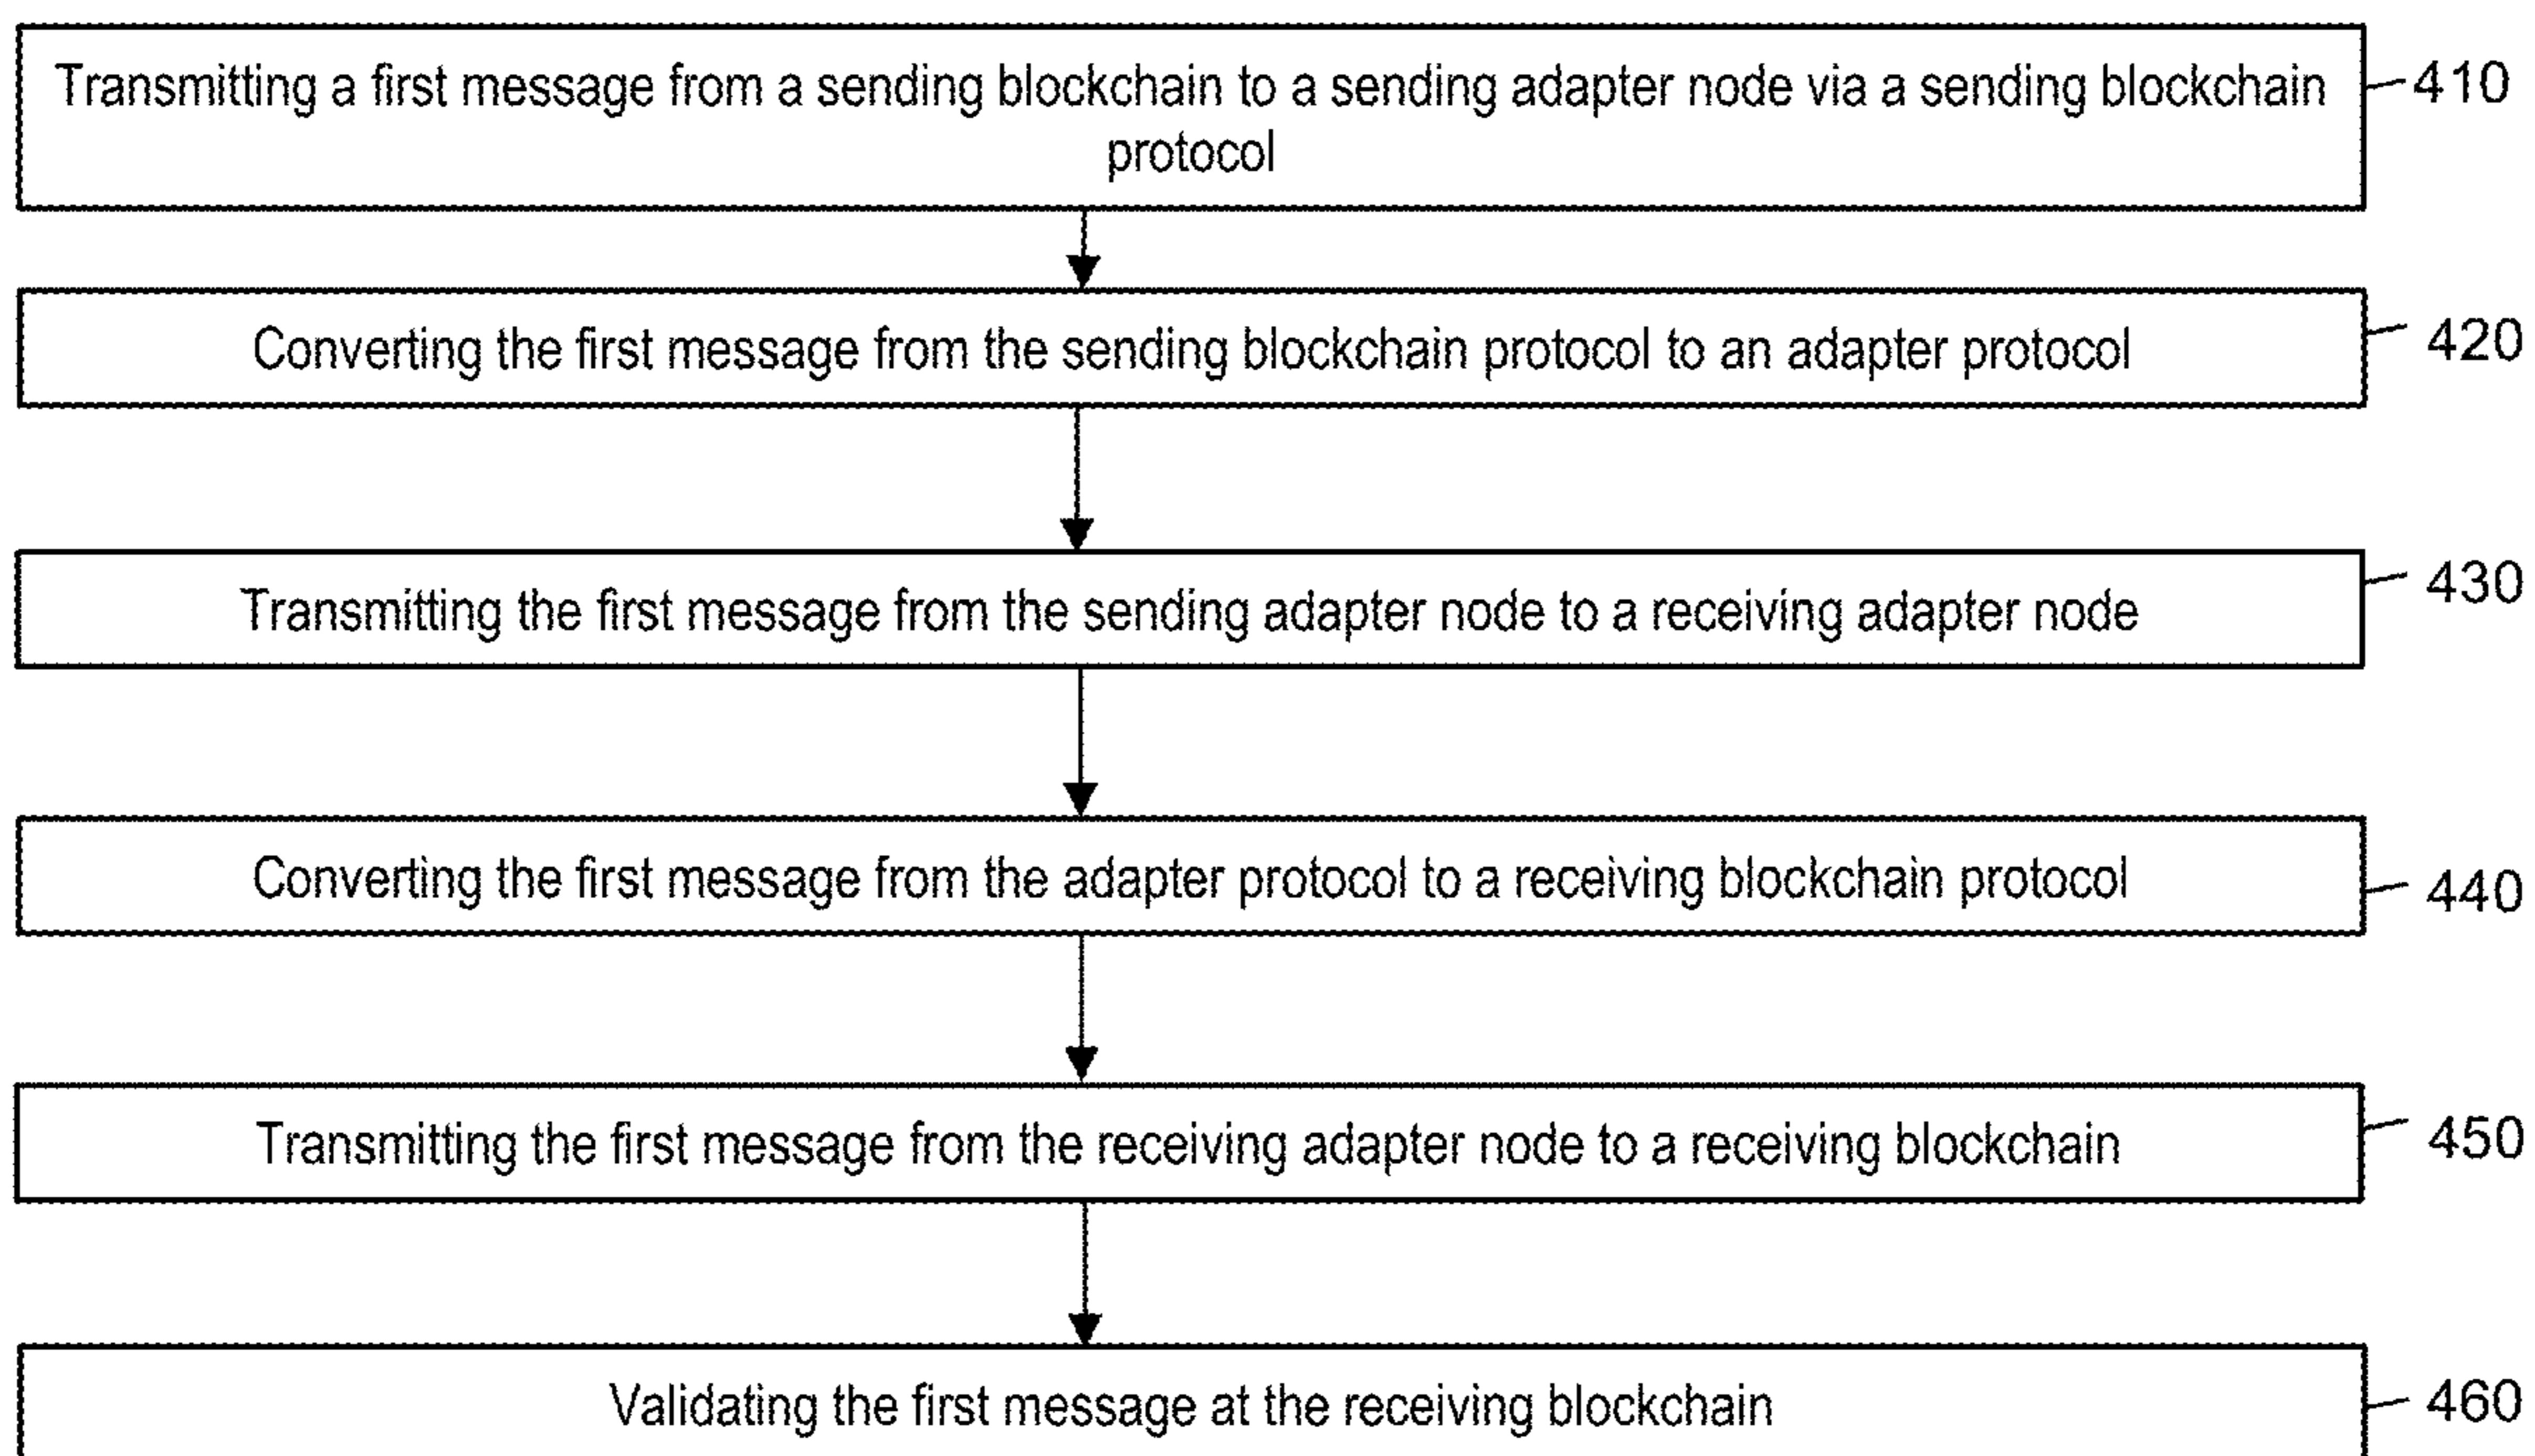 Transmitting a first message from a sending blockchain to a sending adapter node via a sending blockchain
protocol
410
Converting the first message from the sending blockchain protocol to an adapter protocol
420
Transmitting the first message from the sending adapter node to a receiving adapter node
430
Converting the first message from the adapter protocol to a receiving blockchain protocol
440
Transmitting the first message from the receiving adapter node to a receiving blockchain
450
Validating the first message at the receiving blockchain
460